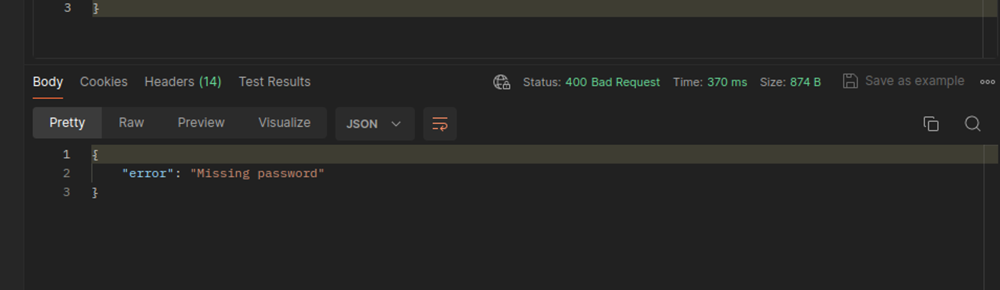 3 }
Body Cookies Headers (14) Test Results Status: 400 Bad Request Time: 370 ms Size: 874 B Save as example
Pretty Raw Preview Visualize JSON
1 {
2 "error": "Missing password"
3 }